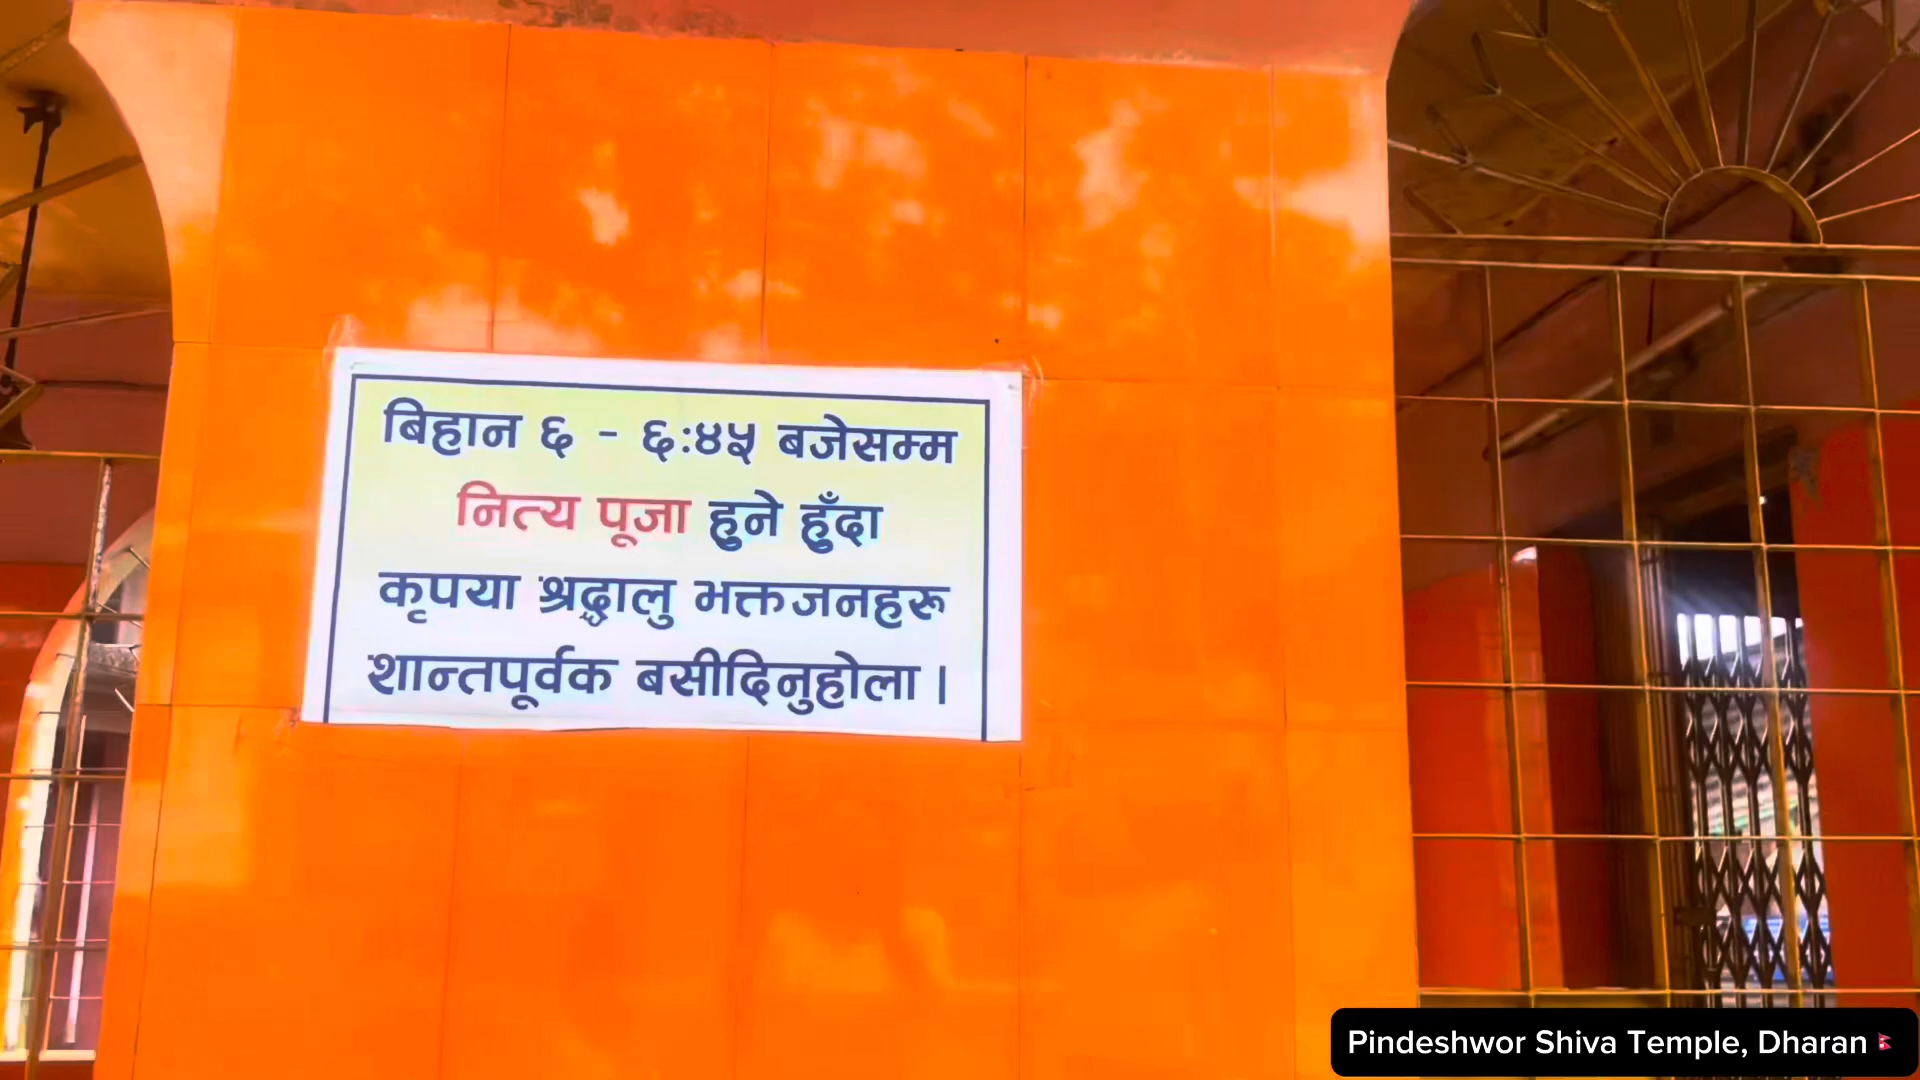 बिहान ६ - ६:४५ बजेसम्म
नित्य पूजा हुने हुँदा
कृपया श्रद्धालु भक्तजनहरू
शान्तपूर्वक बसीदिनुहोला ।
Pindeshwor Shiva Temple, Dharan 🇳🇵